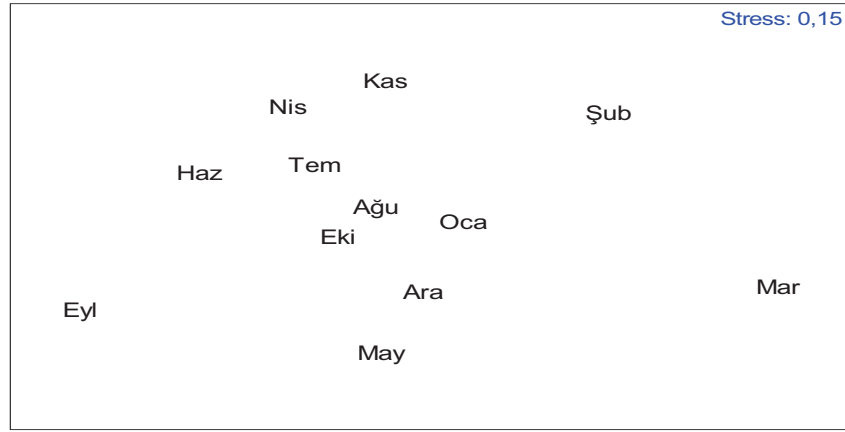 Stress: 0,15
Kas
Nis
Şub
Tem
Haz
Ağu
Oca
Eki
Mar
Ara
Eyl
May